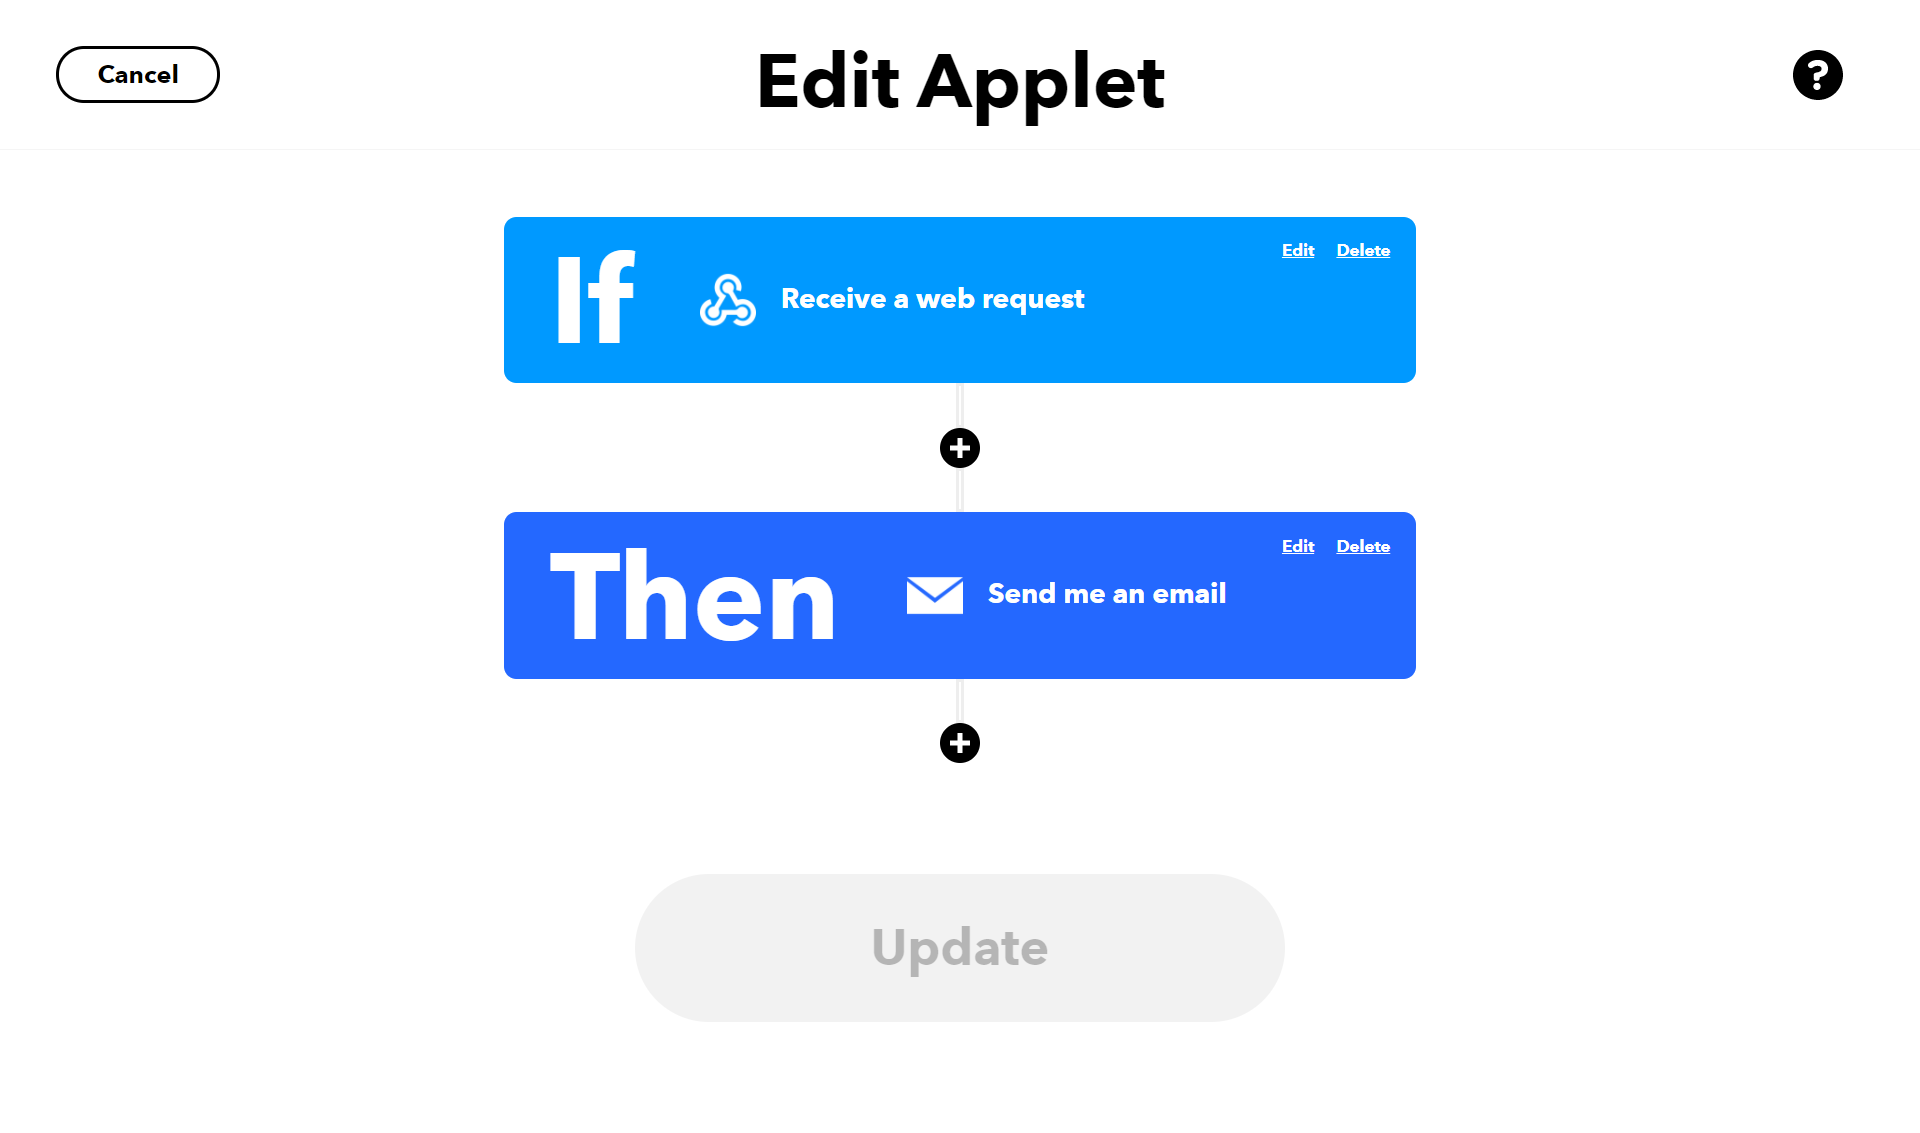 Cancel
Edit Applet
?
If
Receive a web request
Edit Delete
Then
Send me an email
Edit Delete
Update